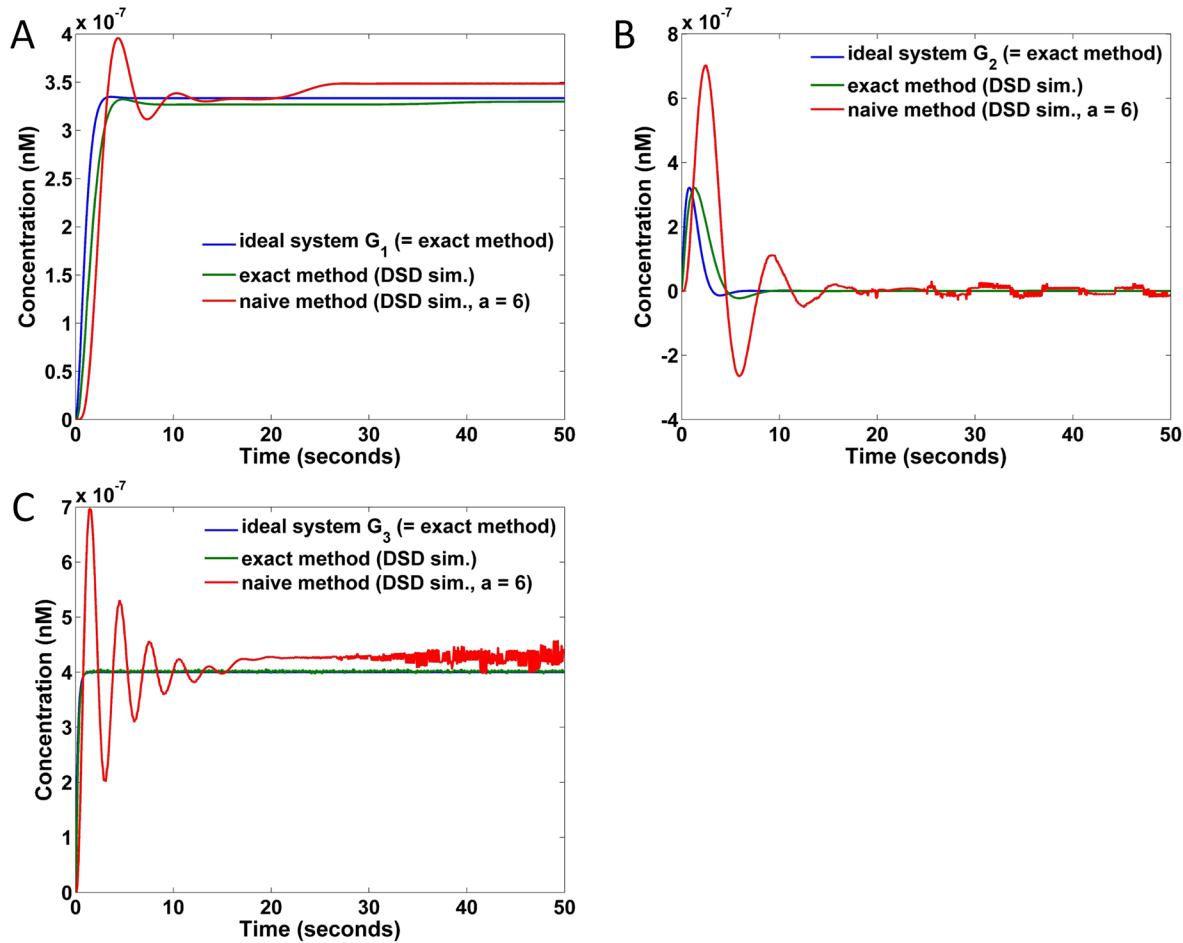 A
x 10-7
4
3.5
3
2.5
2
1.5
1
0.5
0
Concentration (nM)
ideal system G1 (= exact method)
exact method (DSD sim.)
naive method (DSD sim., a = 6)
0 10 20 30 40 50
Time (seconds)
B
x 10-7
8
6
4
2
0
-2
-4
Concentration (nM)
ideal system G2 (= exact method)
exact method (DSD sim.)
naive method (DSD sim., a = 6)
0 10 20 30 40 50
Time (seconds)
C
x 10-7
7
6
5
4
4
2
1
0
Concentration (nM)
ideal system G3 (= exact method)
exact method (DSD sim.)
naive method (DSD sim., a = 6)
0 10 20 30 40 50
Time (seconds)